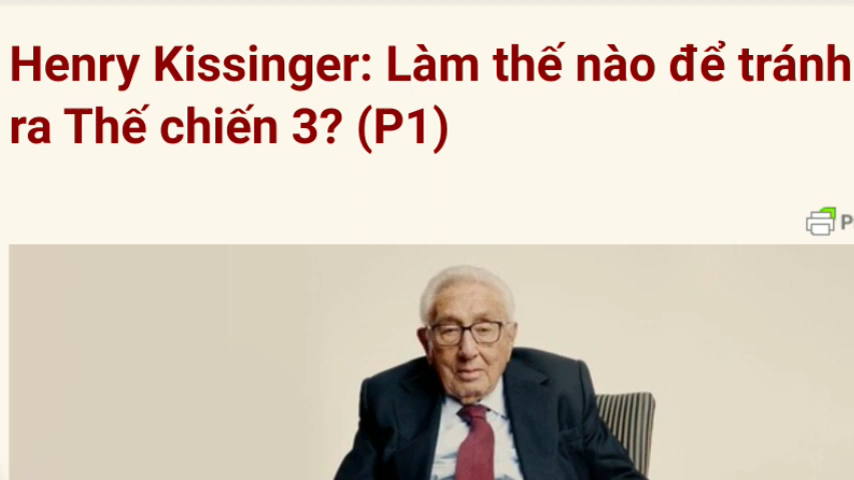 Henry Kissinger: Làm thế nào để tránh
ra Thế chiến 3? (P1)